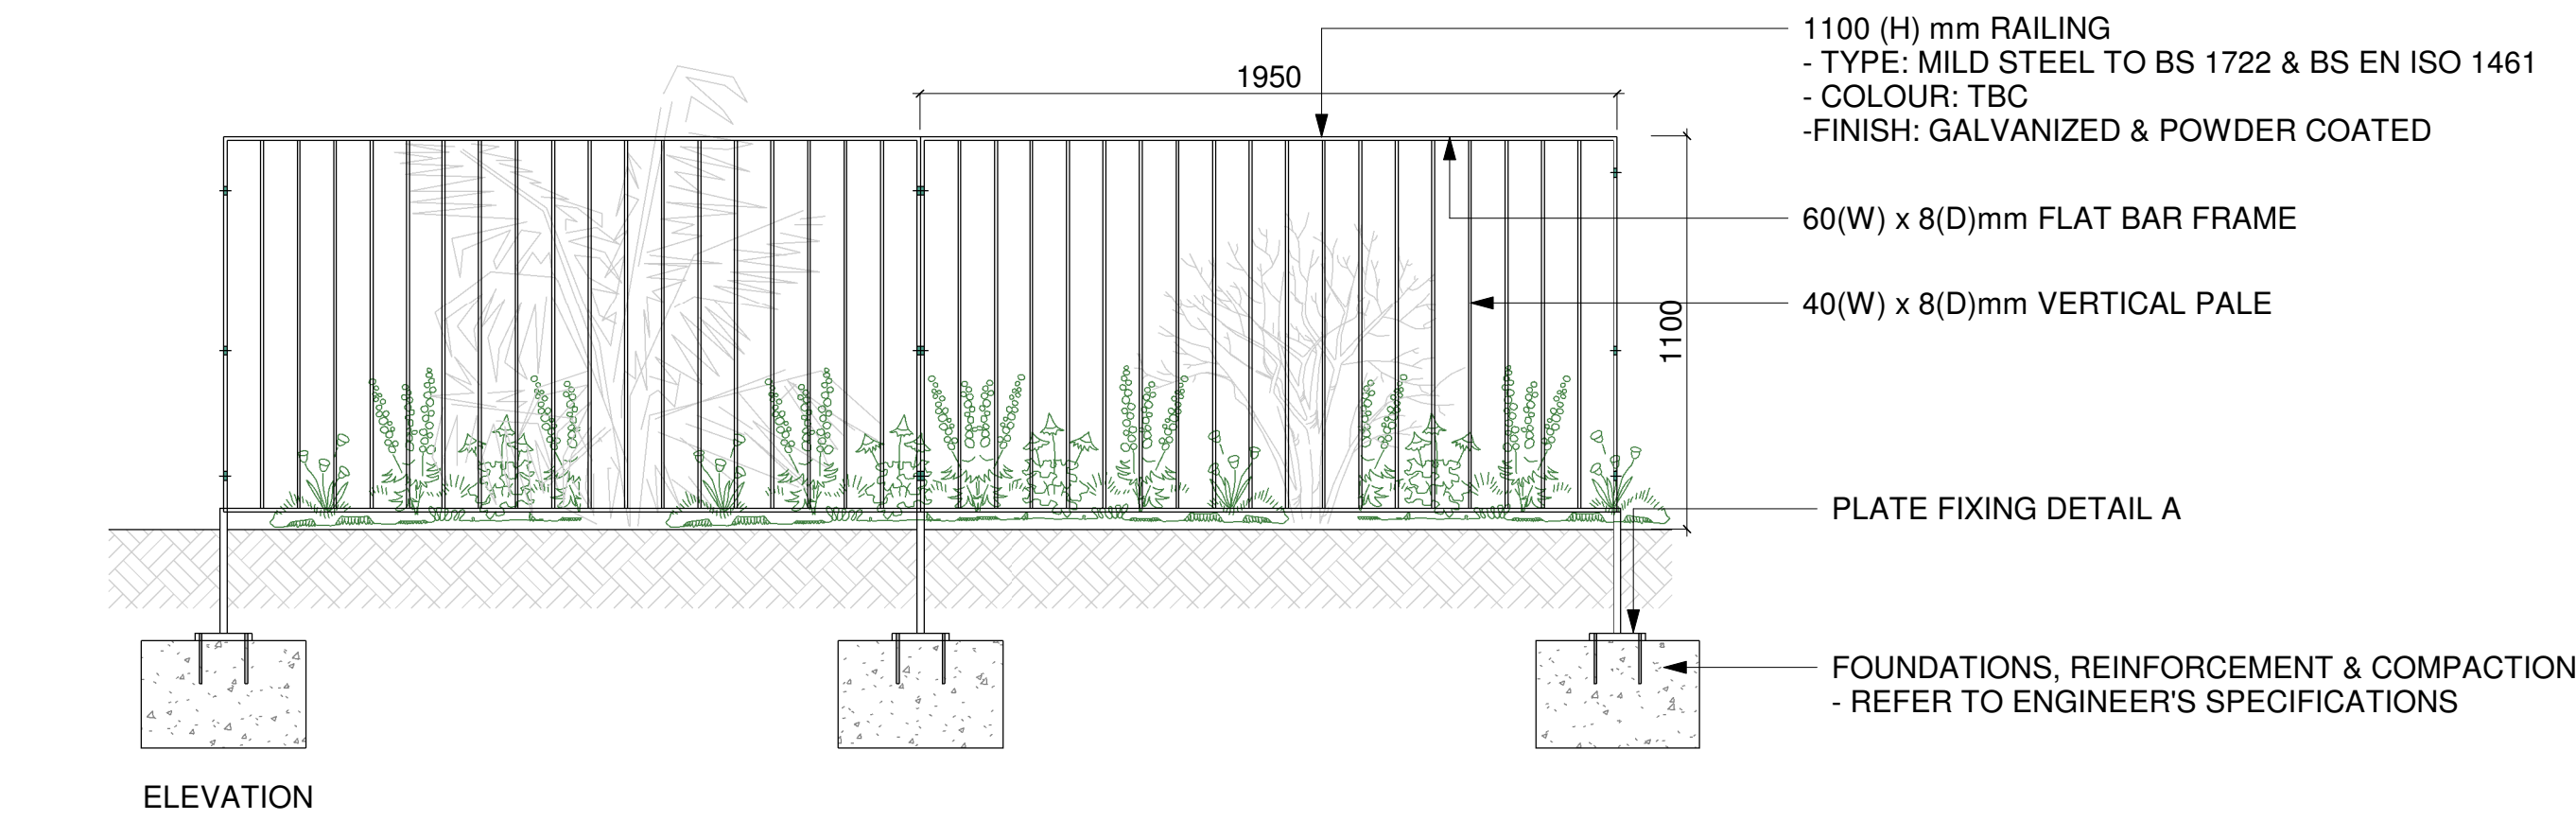 1100 (H) mm RAILING
- TYPE: MILD STEEL TO BS 1722 & BS EN ISO 1461
- COLOUR: TBC
-FINISH: GALVANIZED & POWDER COATED
1950
60(W) x 8(D)mm FLAT BAR FRAME
40(W) x 8(D)mm VERTICAL PALE
1100
PLATE FIXING DETAIL A
FOUNDATIONS, REINFORCEMENT & COMPACTION
- REFER TO ENGINEER'S SPECIFICATIONS
ELEVATION